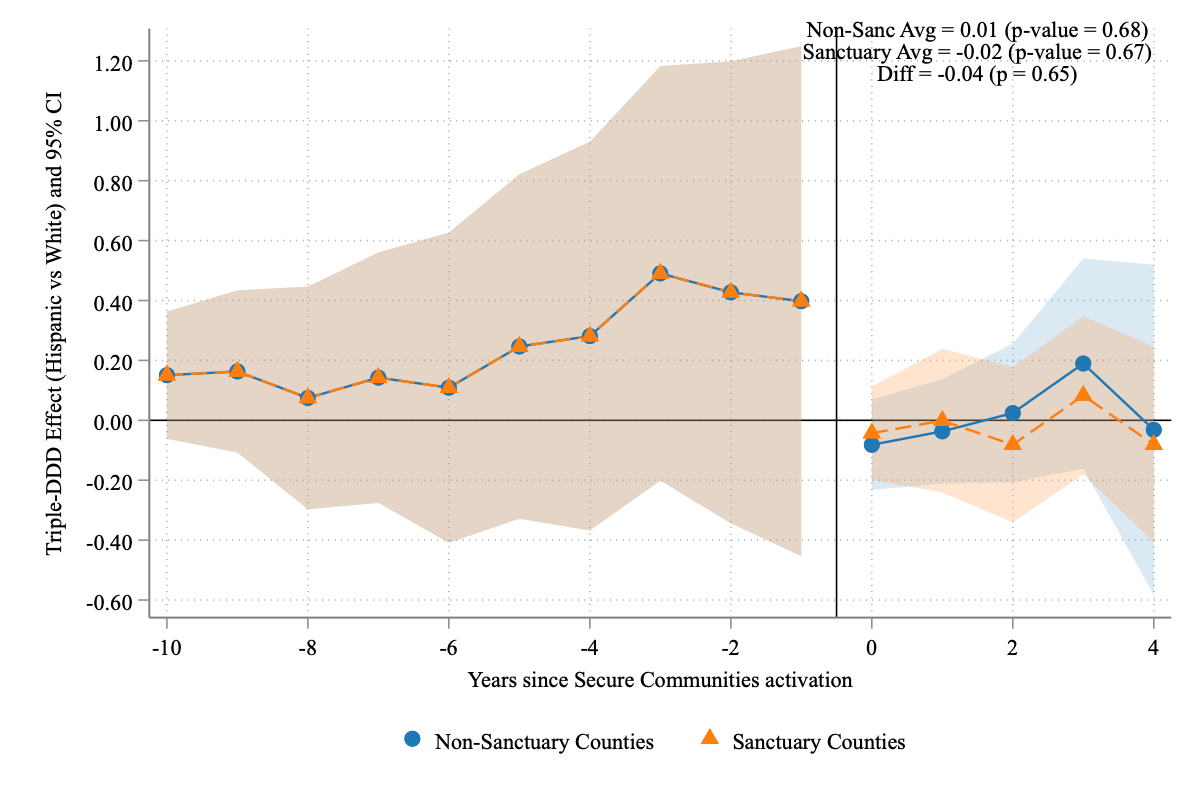 Non-Sanc Avg = 0.01 (p-value = 0.68)
Sanctuary Avg = -0.02 (p-value = 0.67)
Diff = -0.04 (p = 0.65)
Triple-DDD Effect (Hispanic vs White) and 95% CI
1.20
1.00
0.80
0.60
0.40
0.20
0.00
-0.20
-0.40
-0.60
-10 -8 -6 -4 -2 0 2 4
Years since Secure Communities activation
Non-Sanctuary Counties Sanctuary Counties